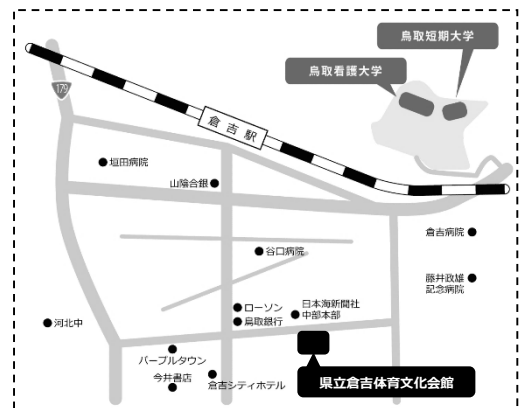 鳥取短期大学
鳥取看護大学
179
倉吉駅
垣田病院
山陰合銀
倉吉病院
谷口病院
藤井政雄
記念病院
ローソン
鳥取銀行
日本海新聞社
中部本部
河北中
パープルタウン
今井書店
倉吉シティホテル
県立倉吉体育文化会館